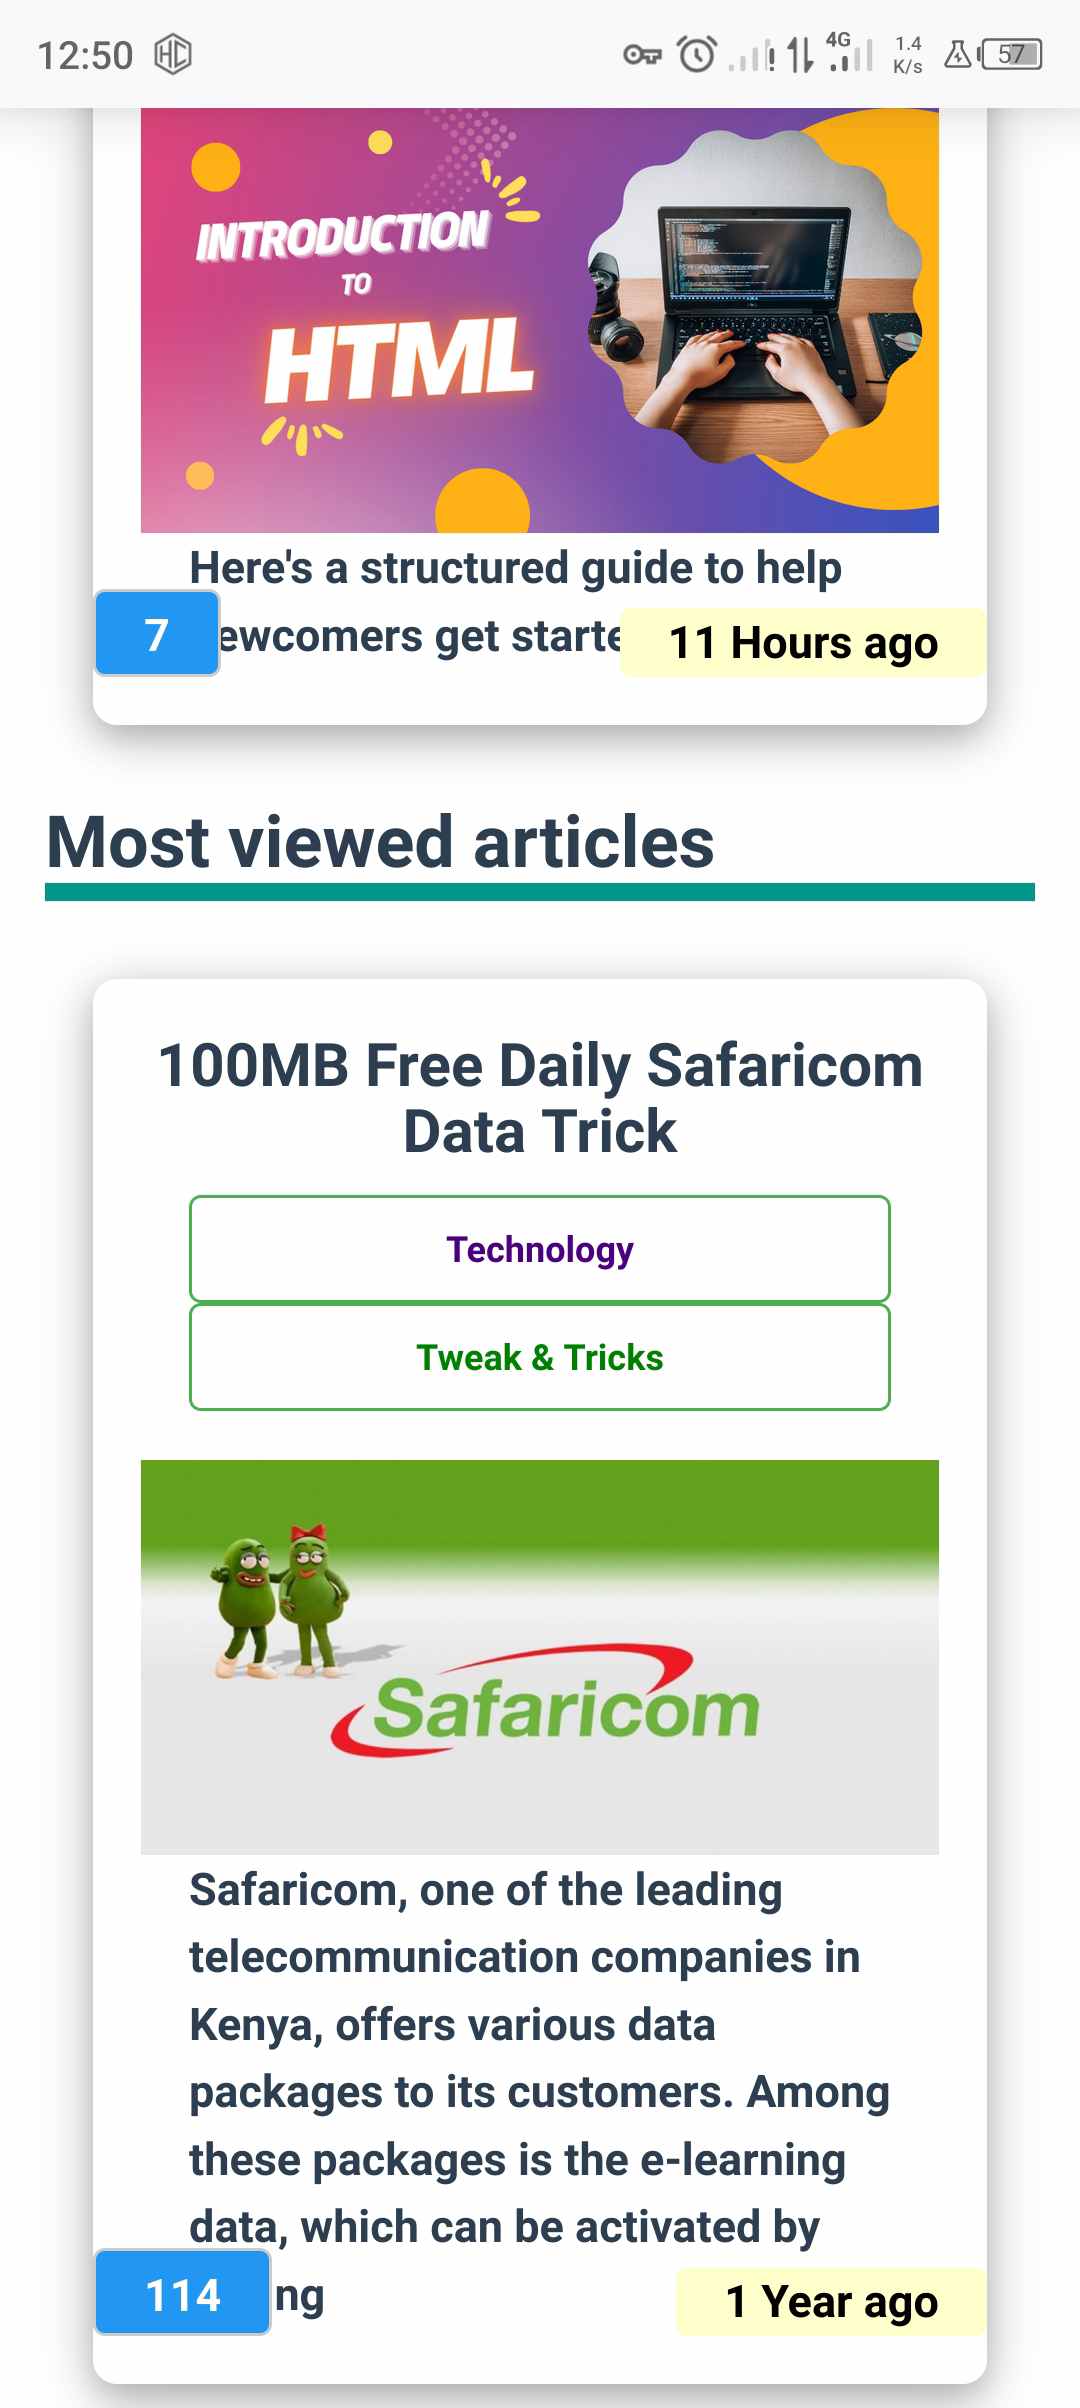 12:50
4G
1.4
K/s
57
INTRODUCTION
TO
HTML
Here's a structured guide to help
ewcomers get starte
7
11 Hours ago
Most viewed articles
100MB Free Daily Safaricom
Data Trick
Technology
Tweak & Tricks
Safaricom
Safaricom, one of the leading
telecommunication companies in
Kenya, offers various data
packages to its customers. Among
these packages is the e-learning
data, which can be activated by
ng
114
1 Year ago